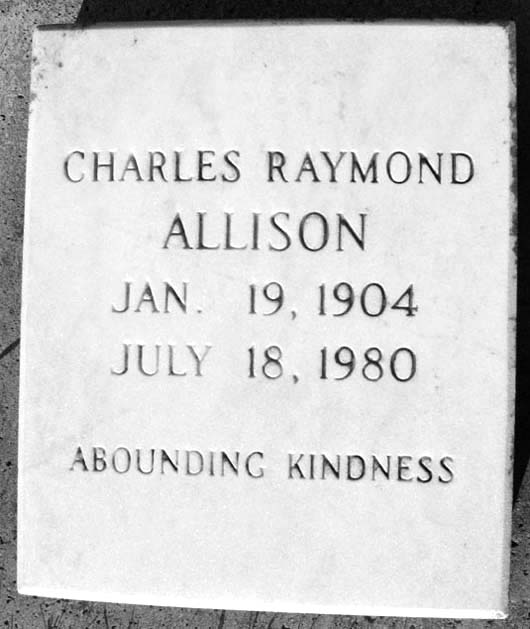 CHARLES RAYMOND
ALLISON
JAN. 19, 1904
JULY 18, 1980
ABOUNDING KINDNESS